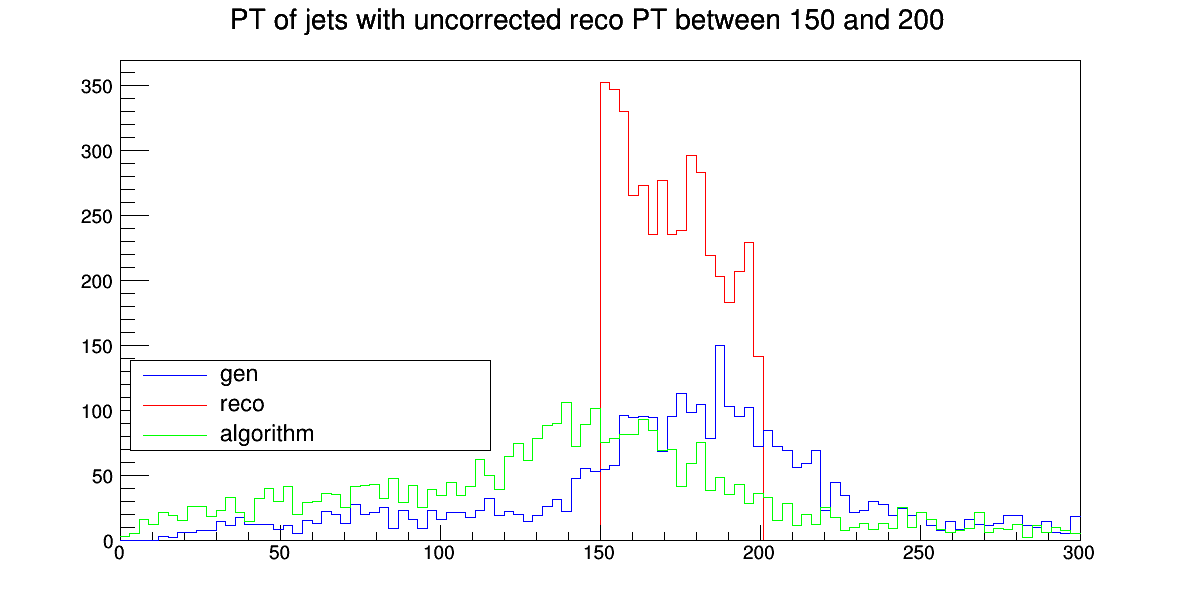 PT of jets with uncorrected reco PT between 150 and 200
350
300
250
200
150
gen
reco
100
algorithm
50
0
0 50 100 150 200 250 300